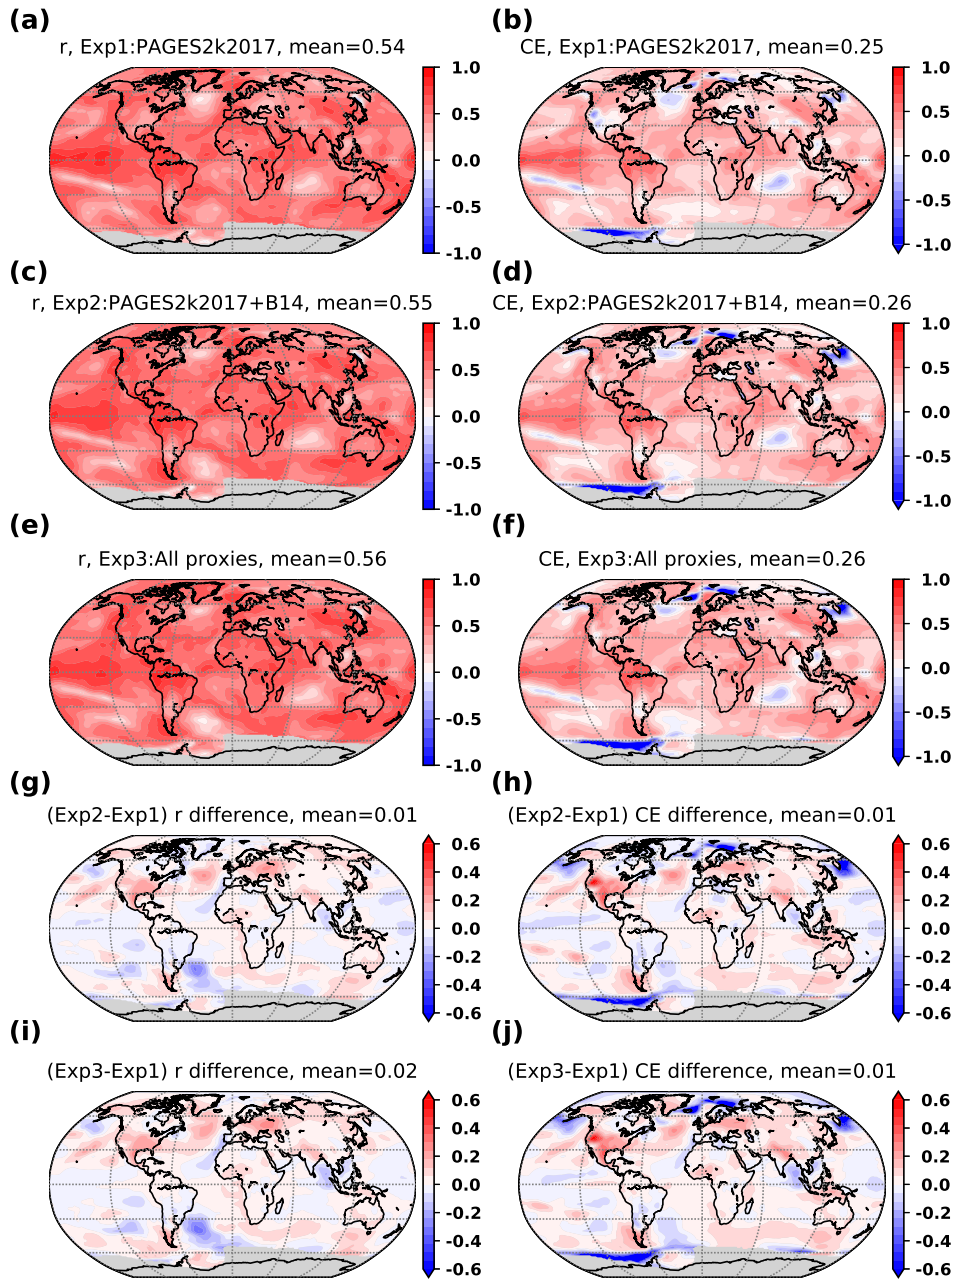 (a)
r, Exp1:PAGES2k2017, mean=0.54
1.0
0.5
0.0
-0.5
-1.0
(b)
CE, Exp1:PAGES2k2017, mean=0.25
1.0
0.5
0.0
-0.5
-1.0
(c)
r, Exp2:PAGES2k2017+B14, mean=0.55
1.0
0.5
0.0
-0.5
-1.0
(d)
CE, Exp2:PAGES2k2017+B14, mean=0.26
1.0
0.5
0.0
-0.5
-1.0
(e)
r, Exp3:All proxies, mean=0.56
1.0
0.5
0.0
-0.5
-1.0
(f)
CE, Exp3:All proxies, mean=0.26
1.0
0.5
0.0
-0.5
-1.0
(g)
(Exp2-Exp1) r difference, mean=0.01
0.6
0.4
0.2
0.0
-0.2
-0.4
-0.6
(h)
(Exp2-Exp1) CE difference, mean=0.01
0.6
0.4
0.2
0.0
-0.2
-0.4
-0.6
(i)
(Exp3-Exp1) r difference, mean=0.02
0.6
0.4
0.2
0.0
-0.2
-0.4
-0.6
(j)
(Exp3-Exp1) CE difference, mean=0.01
0.6
0.4
0.2
0.0
-0.2
-0.4
-0.6